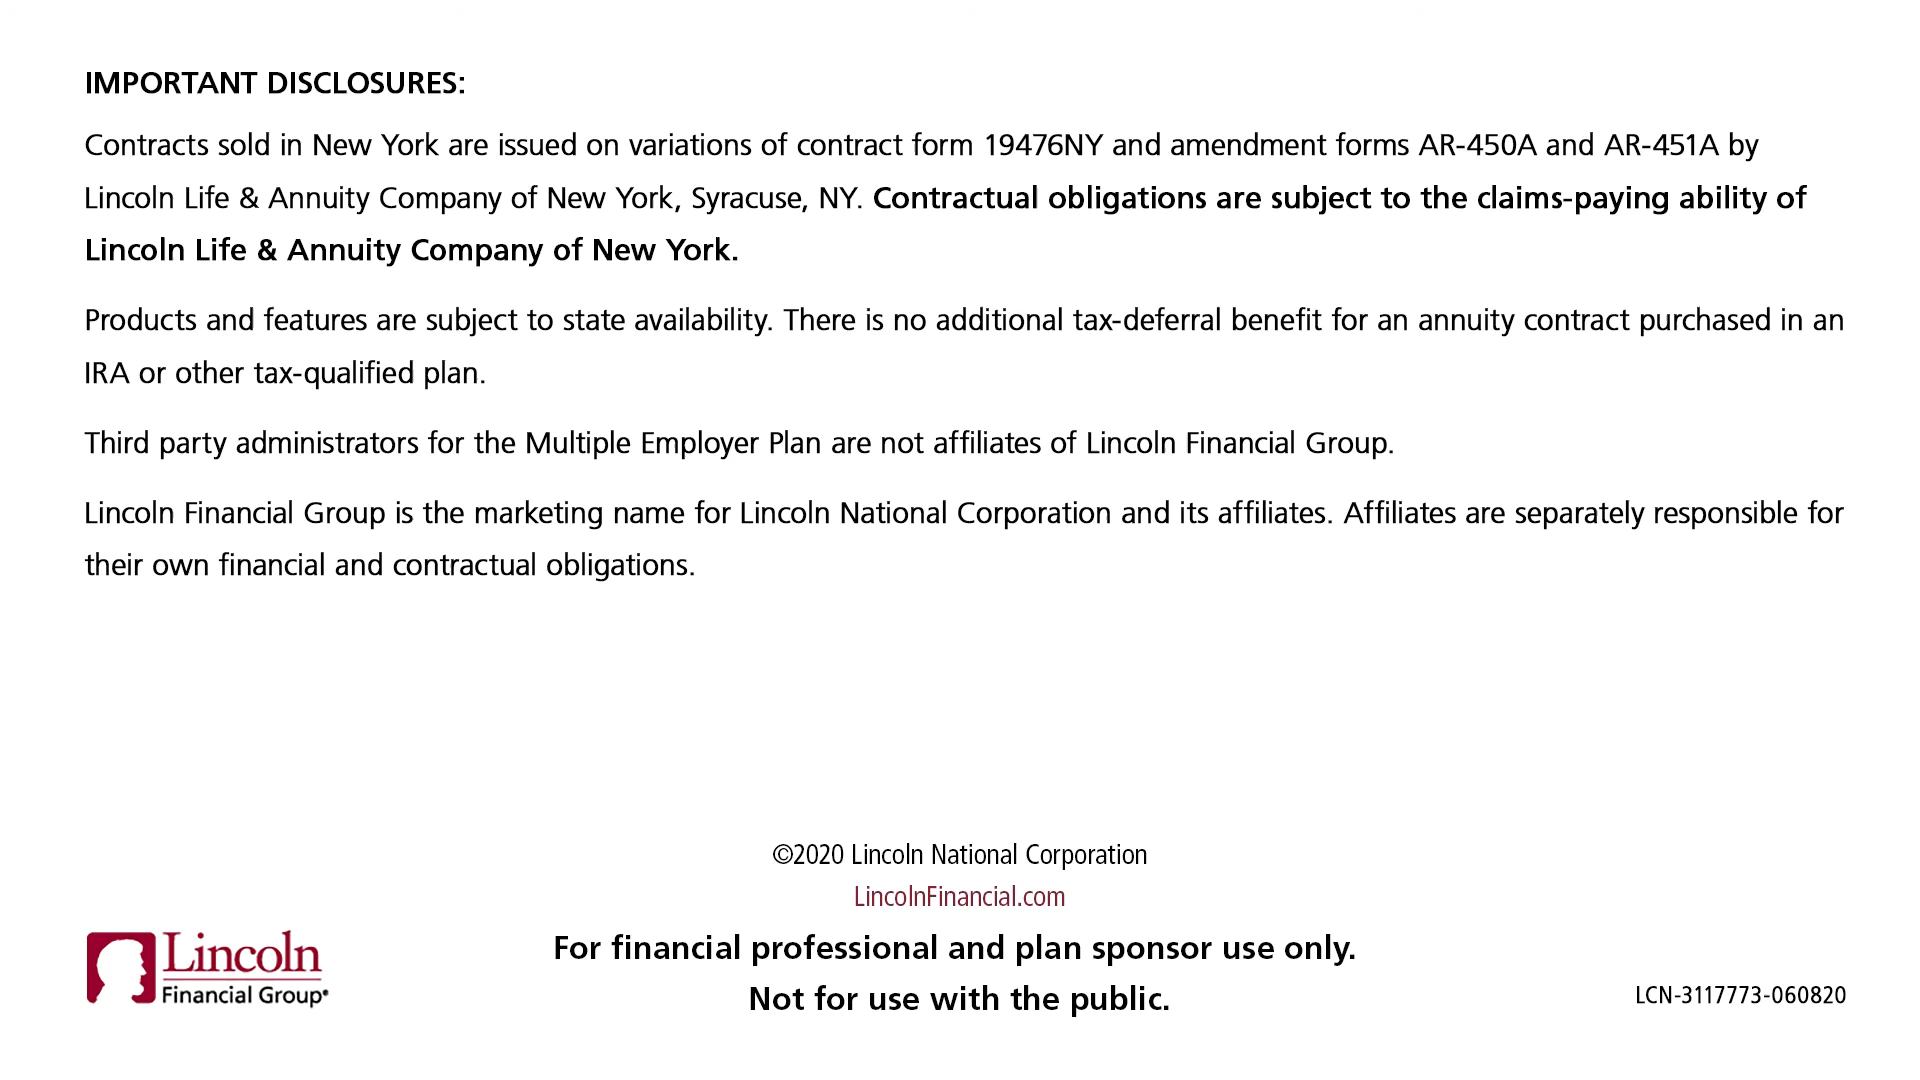 IMPORTANT DISCLOSURES:
Contracts sold in New York are issued on variations of contract form 19476NY and amendment forms AR-450A and AR-451A by
Lincoln Life & Annuity Company of New York, Syracuse, NY. Contractual obligations are subject to the claims-paying ability of
Lincoln Life & Annuity Company of New York.
Products and features are subject to state availability. There is no additional tax-deferral benefit for an annuity contract purchased in an
IRA or other tax-qualified plan.
Third party administrators for the Multiple Employer Plan are not affiliates of Lincoln Financial Group.
Lincoln Financial Group is the marketing name for Lincoln National Corporation and its affiliates. Affiliates are separately responsible for
their own financial and contractual obligations.
©2020 Lincoln National Corporation
LincolnFinancial.com
For financial professional and plan sponsor use only.
Not for use with the public.
Lincoln
Financial Group®
LCN-3117773-060820